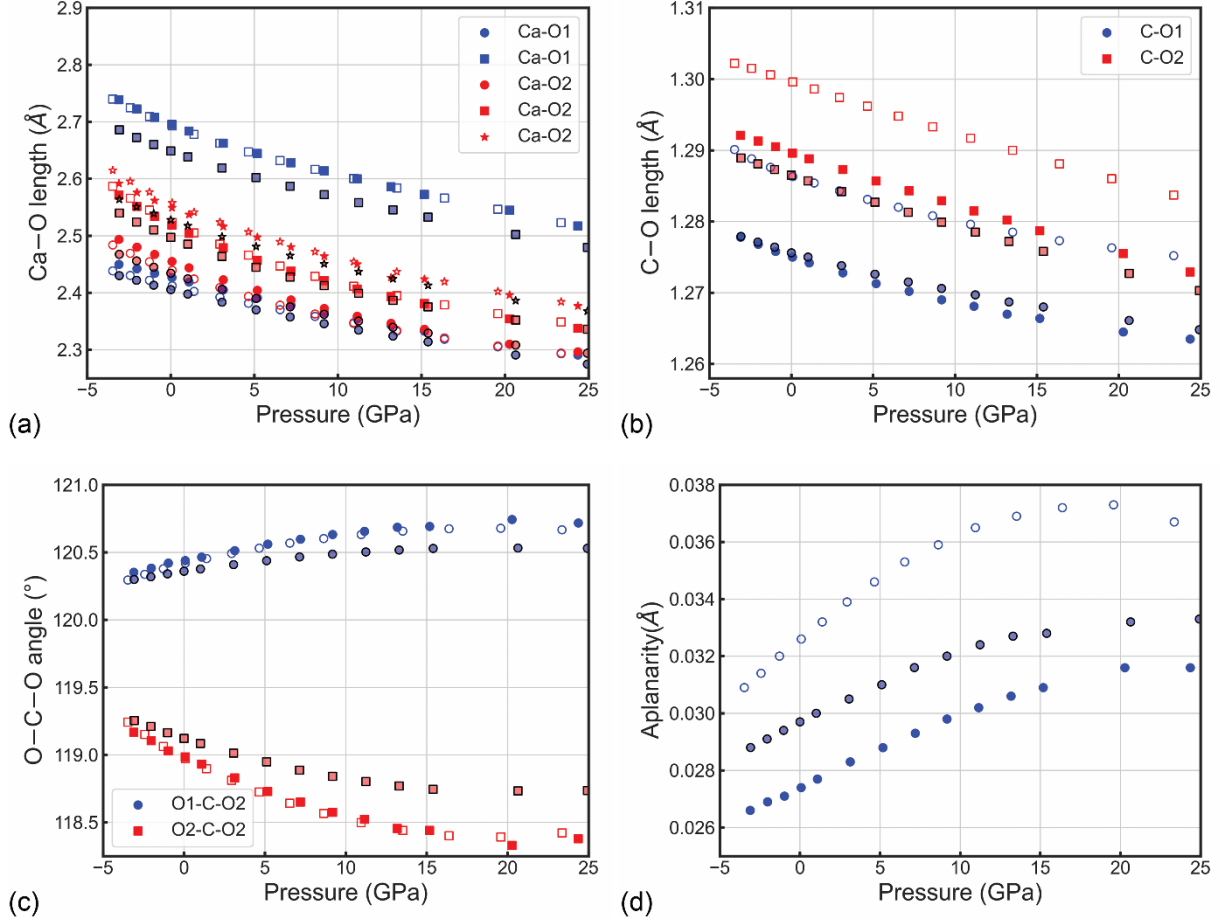 2.9
2.8
2.7
2.6
2.5
2.4
2.3
Ca−O length (Å)
Ca-O1
Ca-O1
Ca-O2
Ca-O2
Ca-O2
−5 0 5 10 15 20 25
Pressure (GPa)
(a)
1.31
1.30
1.29
1.28
1.27
1.26
C−O length (Å)
C-O1
C-O2
−5 0 5 10 15 20 25
Pressure (GPa)
(b)
121.0
120.5
120.0
119.5
119.0
118.5
O−C−O angle (°)
O1-C-O2
O2-C-O2
−5 0 5 10 15 20 25
Pressure (GPa)
(c)
0.038
0.036
0.034
0.032
0.030
0.028
0.026
Aplanarity(Å)
−5 0 5 10 15 20 25
Pressure (GPa)
(d)